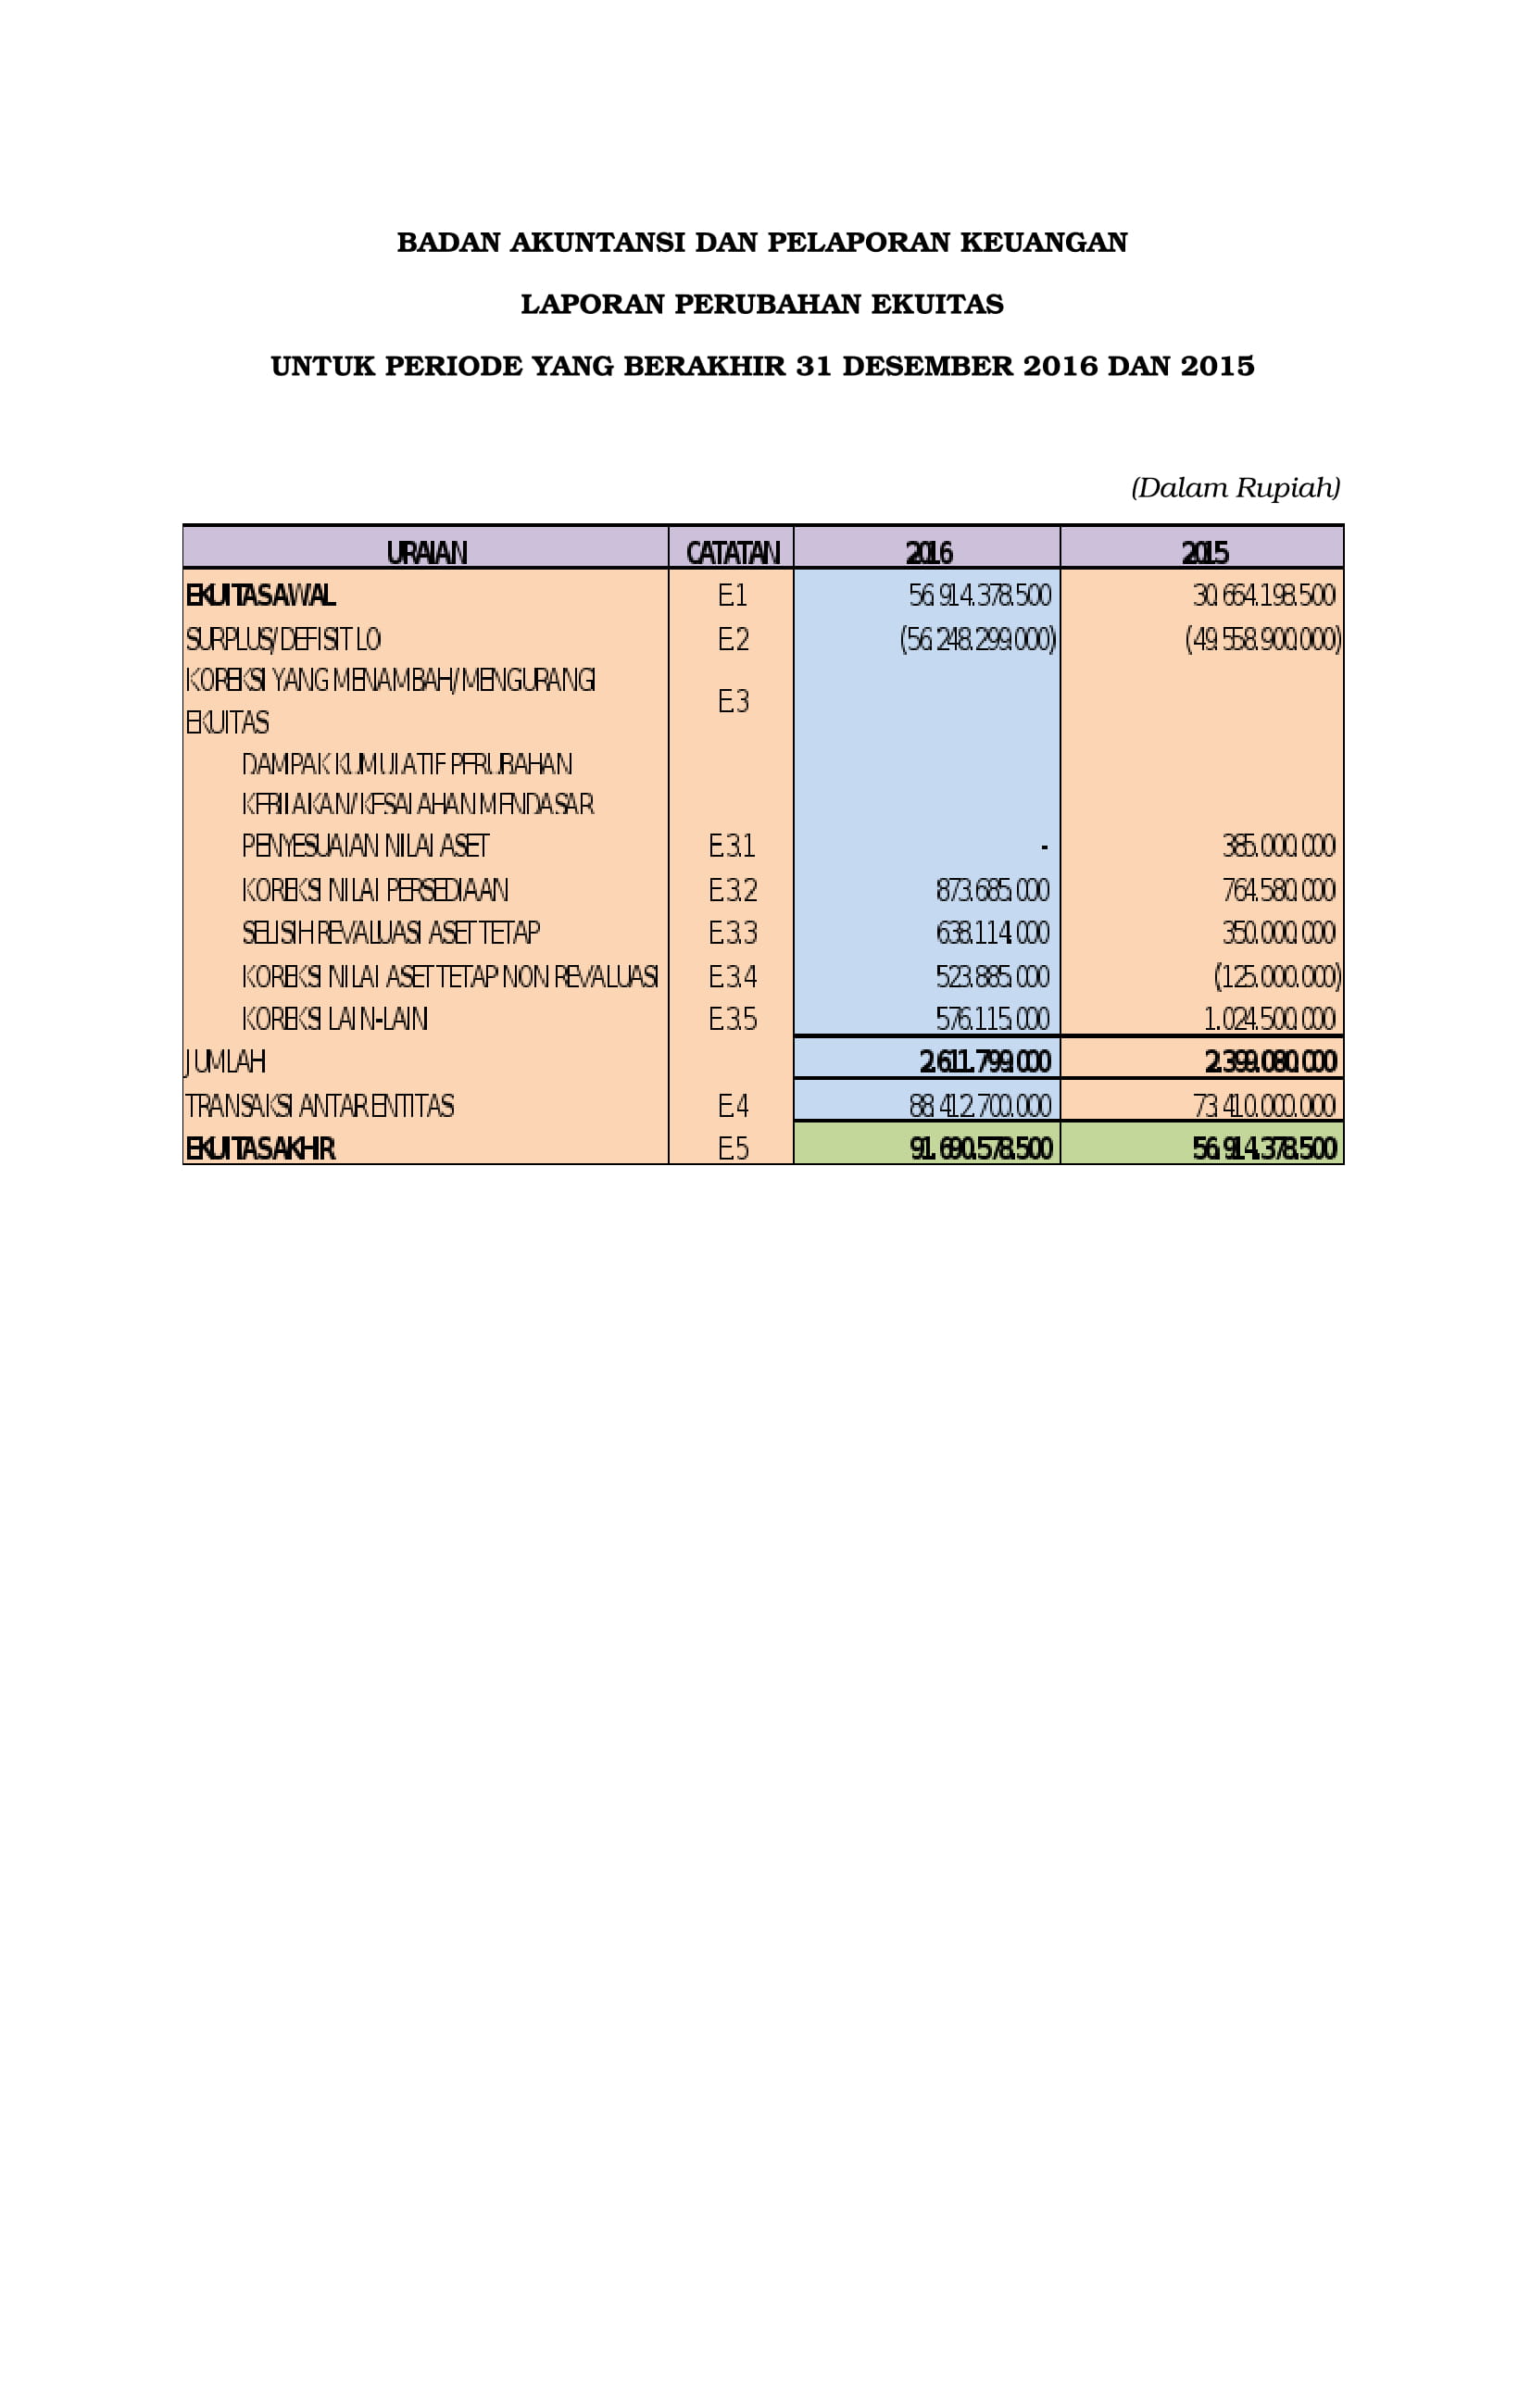 BADAN AKUNTANSI DAN PELAPORAN KEUANGAN
LAPORAN PERUBAHAN EKUITAS
UNTUK PERIODE YANG BERAKHIR 31 DESEMBER 2016 DAN 2015
(Dalam Rupiah)
URAIAN CATATAN 2016 2015
EKUITAS AWAL E.1 56.914.378.500 30.664.198.500
SURPLUS/DEFISIT LO E.2 (56.248.299.000) (49.558.900.000)
KOREKSI YANG MENAMBAH/MENGURANGI
EKUITAS E.3
DAMPAK KUMULATIF PERUBAHAN
KEBIJAKAN/KESALAHAN MENDASAR
PENYESUAIAN NILAI ASET E.3.1 - 385.000.000
KOREKSI NILAI PERSEDIAAN E.3.2 873.685.000 764.580.000
SELISIH REVALUASI ASET TETAP E.3.3 638.114.000 350.000.000
KOREKSI NILAI ASET TETAP NON REVALUASI E.3.4 523.885.000 (125.000.000)
KOREKSI LAIN-LAIN E.3.5 576.115.000 1.024.500.000
JUMLAH 2.611.799.000 2.399.080.000
TRANSAKSI ANTAR ENTITAS E.4 88.412.700.000 73.410.000.000
EKUITAS AKHIR E.5 91.690.578.500 56.914.378.500